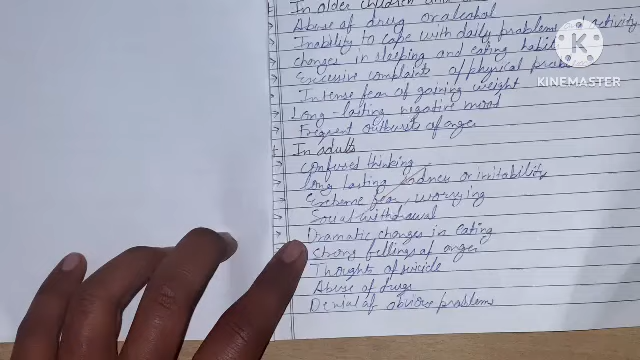 In older children and
Abuse of drug or alcohol
Inability to cope with daily problems activity
changes in sleeping and eating habit
Excessive complaints of physical
Intense fear of gaining weight
Long-lasting negative mood
Frequent outbursts of anger
In adults
Confused thinking
Long lasting sadness or irritability
Extreme fear, worrying
Social withdrawal
Dramatic changes in eating
Strong fellings of anger
Thoughts of suicide
Abuse of drugs
Denial of obvious problems
KINEMASTER